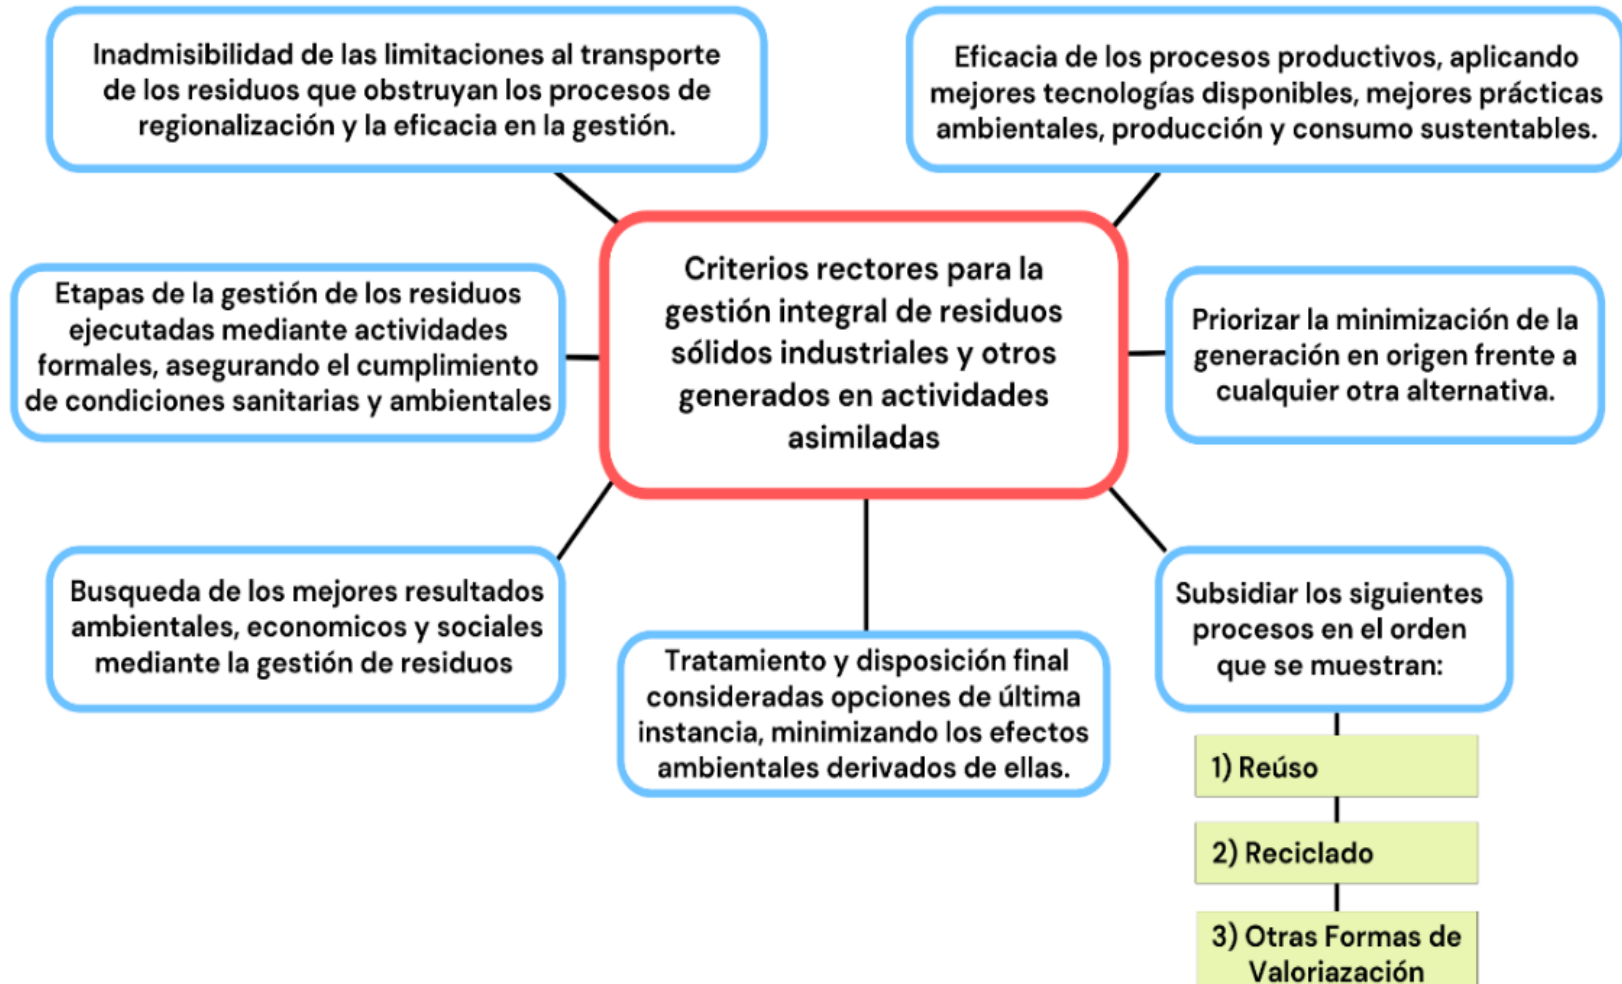 Inadmisibilidad de las limitaciones al transporte
de los residuos que obstruyan los procesos de
regionalización y la eficacia en la gestión.
Eficacia de los procesos productivos, aplicando
mejores tecnologías disponibles, mejores prácticas
ambientales, producción y consumo sustentables.
Criterios rectores para la
gestión integral de residuos
sólidos industriales y otros
generados en actividades
asimiladas
Etapas de la gestión de los residuos
ejecutadas mediante actividades
formales, asegurando el cumplimiento
de condiciones sanitarias y ambientales
Priorizar la minimización de la
generación en origen frente a
cualquier otra alternativa.
Busqueda de los mejores resultados
ambientales, economicos y sociales
mediante la gestión de residuos
Tratamiento y disposición final
consideradas opciones de última
instancia, minimizando los efectos
ambientales derivados de ellas.
Subsidiar los siguientes
procesos en el orden
que se muestran:
1) Reúso
2) Reciclado
3) Otras Formas de
Valoriazación